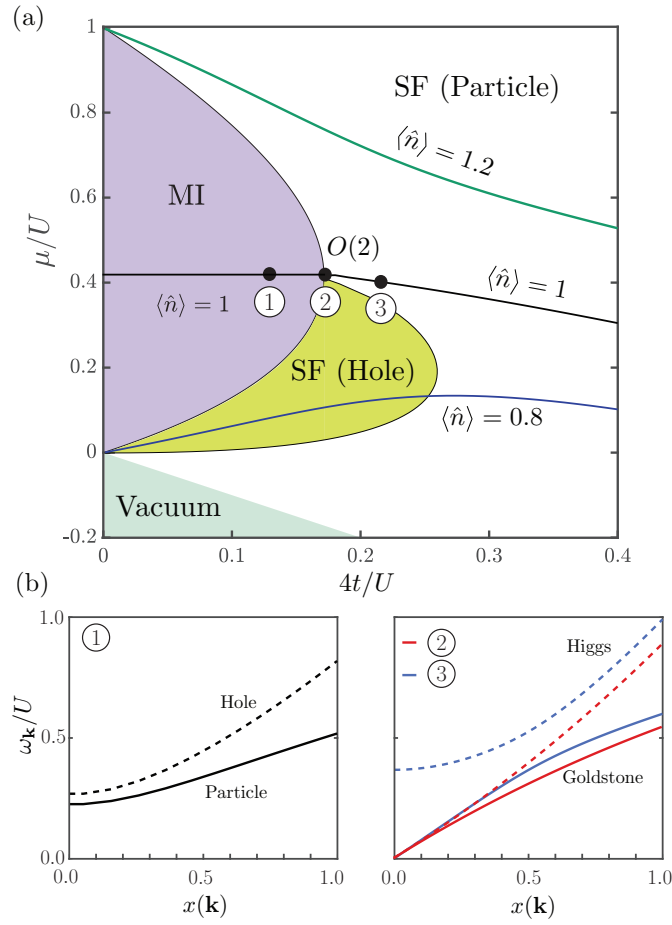 (a)
1
0.8
0.6
0.4
0.2
0
-0.2
μ/U
SF (Particle)
⟨n̂⟩ = 1.2
MI
O(2)
⟨n̂⟩ = 1
① ② ③
⟨n̂⟩ = 1
SF (Hole)
⟨n̂⟩ = 0.8
Vacuum
0 0.1 0.2 0.3 0.4
4t/U
(b)
1.0
0.5
0.0
ω𝐤/U
①
Hole
Particle
0.0 0.5 1.0
x(𝐤)
②
③
Higgs
Goldstone
0.0 0.5 1.0
x(𝐤)